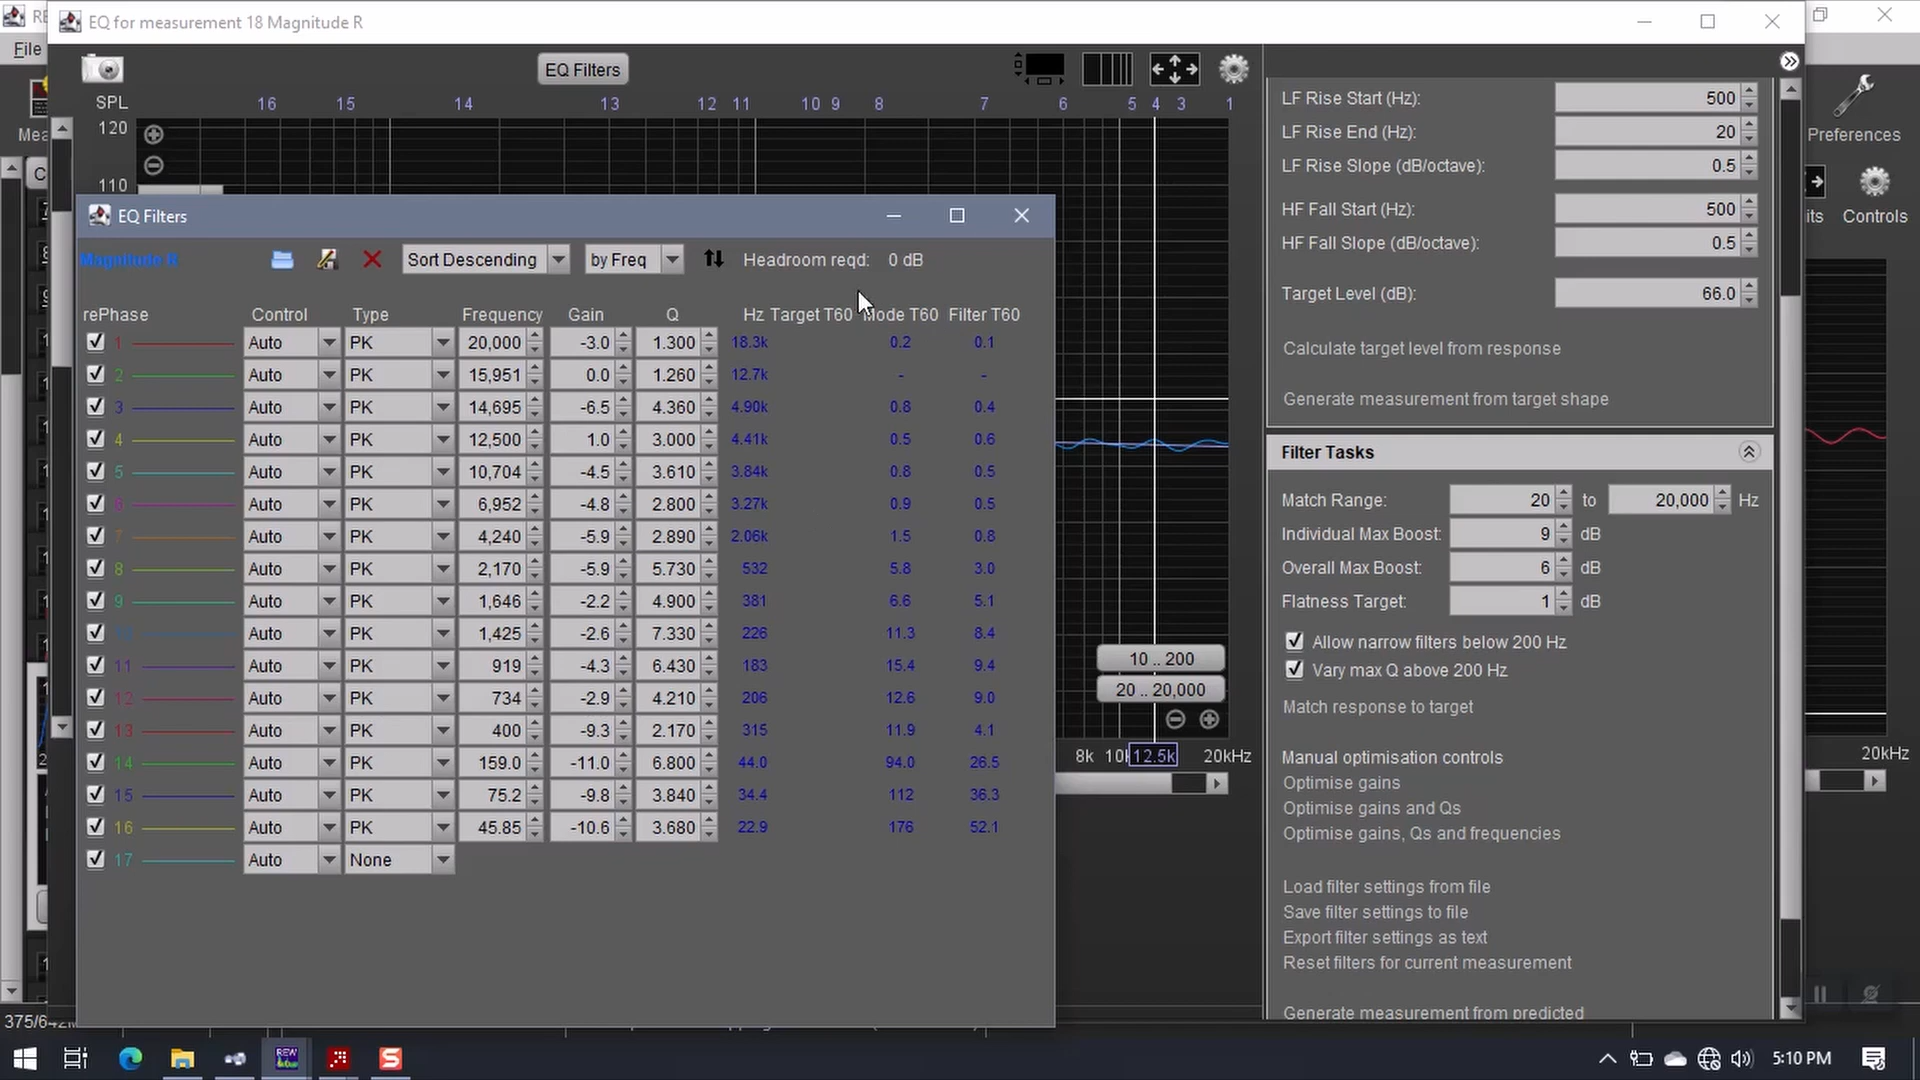 EQ for measurement 18 Magnitude R
File
EQ Filters
SPL
16 15 14 13 12 11 10 9 8 7 6 5 4 3 1
120
110
EQ Filters
Magnitude R
Sort Descending
by Freq
Headroom reqd: 0 dB
rePhase Control Type Frequency Gain Q Hz Target T60 Mode T60 Filter T60
1 Auto PK 20,000 -3.0 1.300 18.3k 0.2 0.1
2 Auto PK 15,951 0.0 1.260 12.7k - -
3 Auto PK 14,695 -6.5 4.360 4.90k 0.8 0.4
4 Auto PK 12,500 1.0 3.000 4.41k 0.5 0.6
5 Auto PK 10,704 -4.5 3.610 3.84k 0.8 0.5
6 Auto PK 6,952 -4.8 2.800 3.27k 0.9 0.5
7 Auto PK 4,240 -5.9 2.890 2.06k 1.5 0.8
8 Auto PK 2,170 -5.9 5.730 532 5.8 3.0
9 Auto PK 1,646 -2.2 4.900 381 6.6 5.1
10 Auto PK 1,425 -2.6 7.330 226 11.3 8.4
11 Auto PK 919 -4.3 6.430 183 15.4 9.4
12 Auto PK 734 -2.9 4.210 206 12.6 9.0
13 Auto PK 400 -9.3 2.170 315 11.9 4.1
14 Auto PK 159.0 -11.0 6.800 44.0 94.0 26.5
15 Auto PK 75.2 -9.8 3.840 34.4 112 36.3
16 Auto PK 45.85 -10.6 3.680 22.9 176 52.1
17 Auto None
10 .. 200
20 .. 20,000
8k 12.5k 20kHz
LF Rise Start (Hz): 500
LF Rise End (Hz): 20
LF Rise Slope (dB/octave): 0.5
HF Fall Start (Hz): 500
HF Fall Slope (dB/octave): 0.5
Target Level (dB): 66.0
Calculate target level from response
Generate measurement from target shape
Filter Tasks
Match Range: 20 to 20,000 Hz
Individual Max Boost: 9 dB
Overall Max Boost: 6 dB
Flatness Target: 1 dB
Allow narrow filters below 200 Hz
Vary max Q above 200 Hz
Match response to target
Manual optimisation controls
Optimise gains
Optimise gains and Qs
Optimise gains, Qs and frequencies
Load filter settings from file
Save filter settings to file
Export filter settings as text
Reset filters for current measurement
Generate measurement from predicted
Preferences
Controls
20kHz
REW
5:10 PM